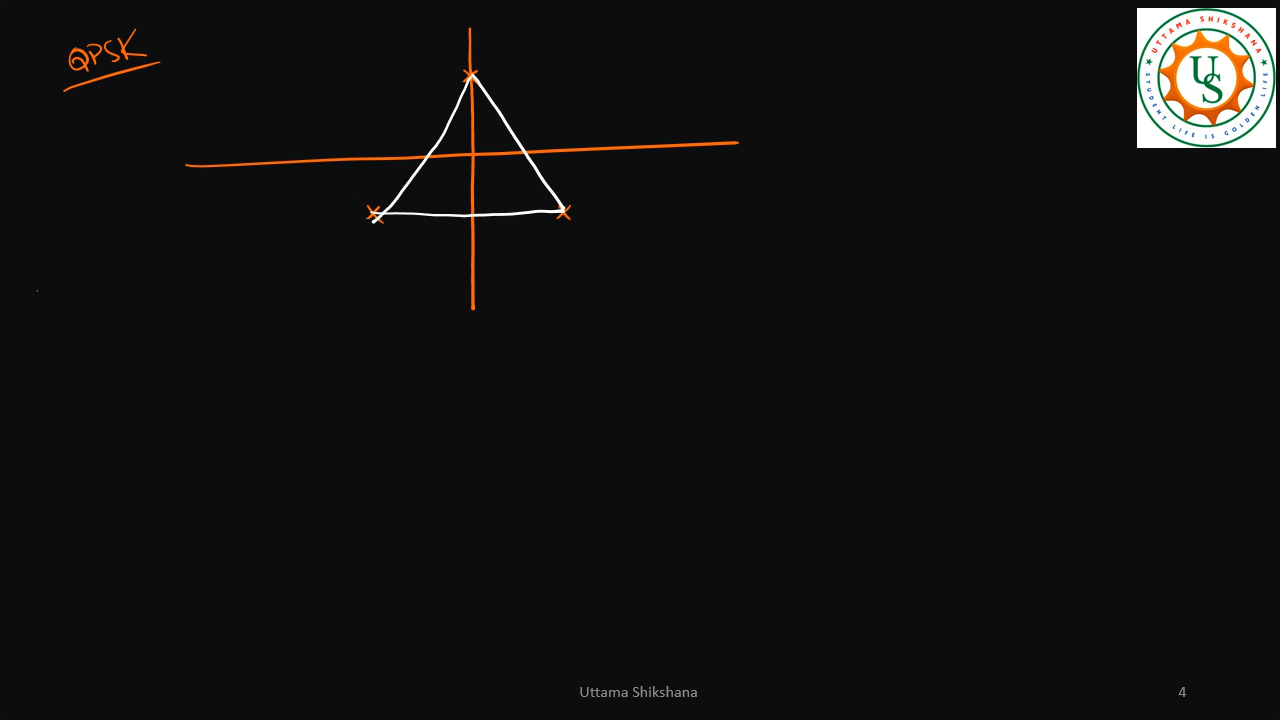 QPSK
UTTAMA SHIKSHANA
US
STUDENT LIFE IS GOLDEN LIFE
Uttama Shikshana
4